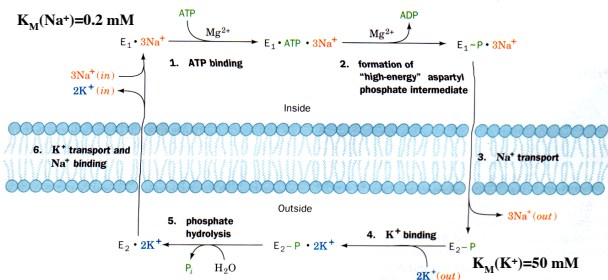 K_M(Na⁺)=0.2 mM
ATP
ADP
Mg²⁺
Mg²⁺
E₁ • 3Na⁺
E₁ • ATP • 3Na⁺
E₁~P • 3Na⁺
1. ATP binding
2. formation of
"high-energy" aspartyl
phosphate intermediate
3Na⁺ (in)
2K⁺ (in)
Inside
6. K⁺ transport and
Na⁺ binding
3. Na⁺ transport
Outside
3Na⁺ (out)
5. phosphate
hydrolysis
4. K⁺ binding
E₂ • 2K⁺
E₂–P • 2K⁺
E₂–P
Pᵢ
H₂O
2K⁺ (out)
K_M(K⁺)=50 mM